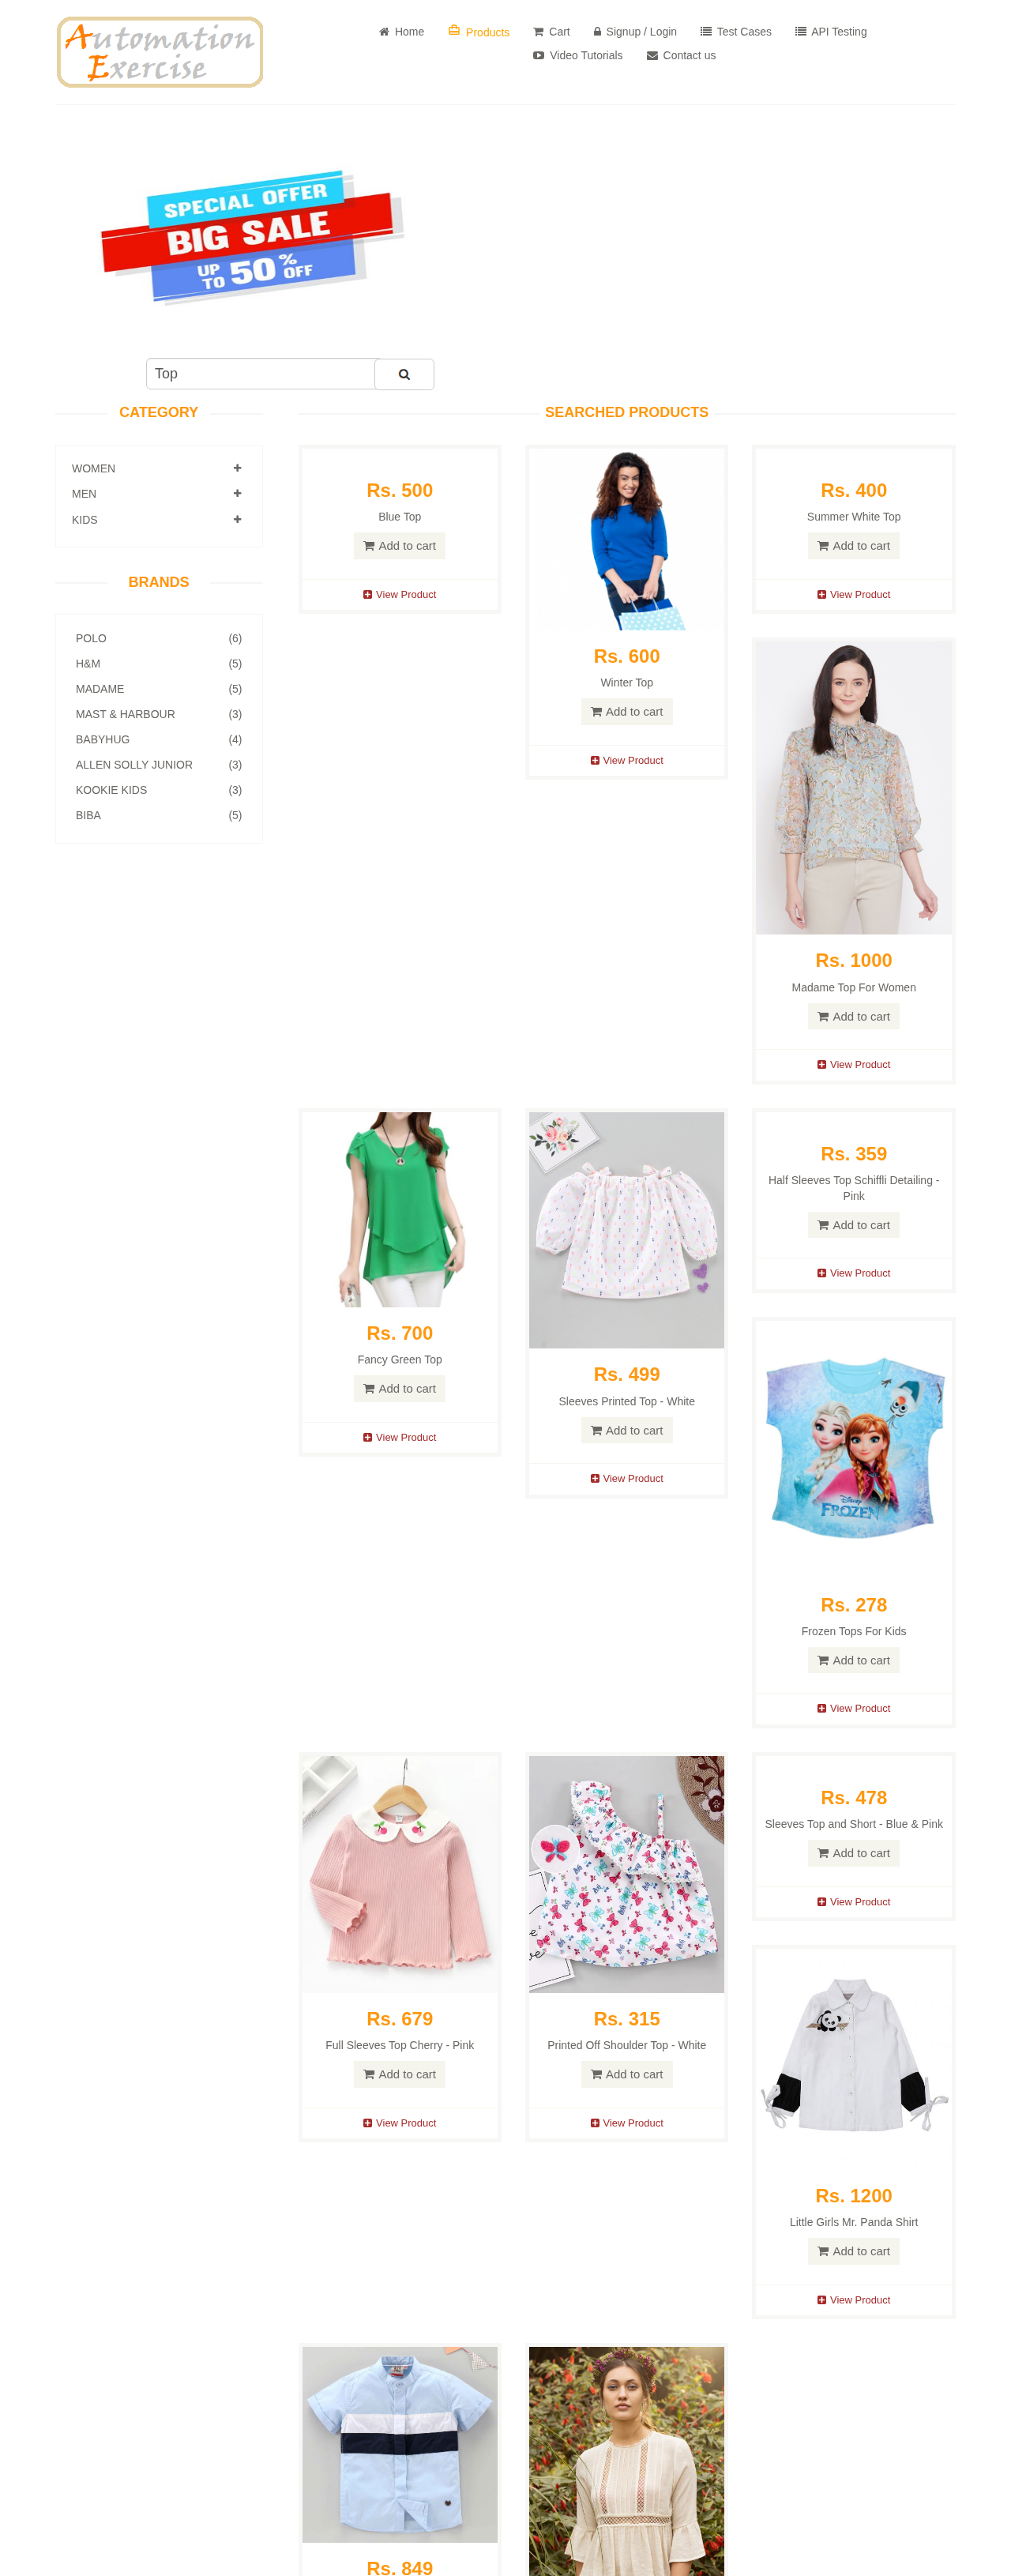 Automation
Exercise
Home
Products
Cart
Signup / Login
Test Cases
API Testing
Video Tutorials
Contact us
SPECIAL OFFER
BIG SALE
UP TO 50% OFF
Top
CATEGORY
WOMEN
MEN
KIDS
BRANDS
POLO (6)
H&M (5)
MADAME (5)
MAST & HARBOUR (3)
BABYHUG (4)
ALLEN SOLLY JUNIOR (3)
KOOKIE KIDS (3)
BIBA (5)
SEARCHED PRODUCTS
Rs. 500
Blue Top
Add to cart
View Product
Rs. 600
Winter Top
Add to cart
View Product
Rs. 400
Summer White Top
Add to cart
View Product
Rs. 1000
Madame Top For Women
Add to cart
View Product
Rs. 700
Fancy Green Top
Add to cart
View Product
Rs. 499
Sleeves Printed Top - White
Add to cart
View Product
Rs. 359
Half Sleeves Top Schiffli Detailing -
Pink
Add to cart
View Product
Disney
FROZEN
Rs. 278
Frozen Tops For Kids
Add to cart
View Product
Rs. 679
Full Sleeves Top Cherry - Pink
Add to cart
View Product
Rs. 315
Printed Off Shoulder Top - White
Add to cart
View Product
Rs. 478
Sleeves Top and Short - Blue & Pink
Add to cart
View Product
Rs. 1200
Little Girls Mr. Panda Shirt
Add to cart
View Product
Rs. 849